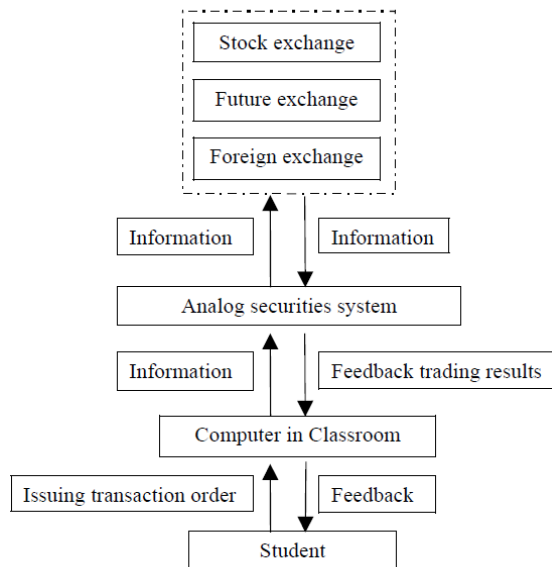 Stock exchange
Future exchange
Foreign exchange
Information
Information
Analog securities system
Information
Feedback trading results
Computer in Classroom
Issuing transaction order
Feedback
Student